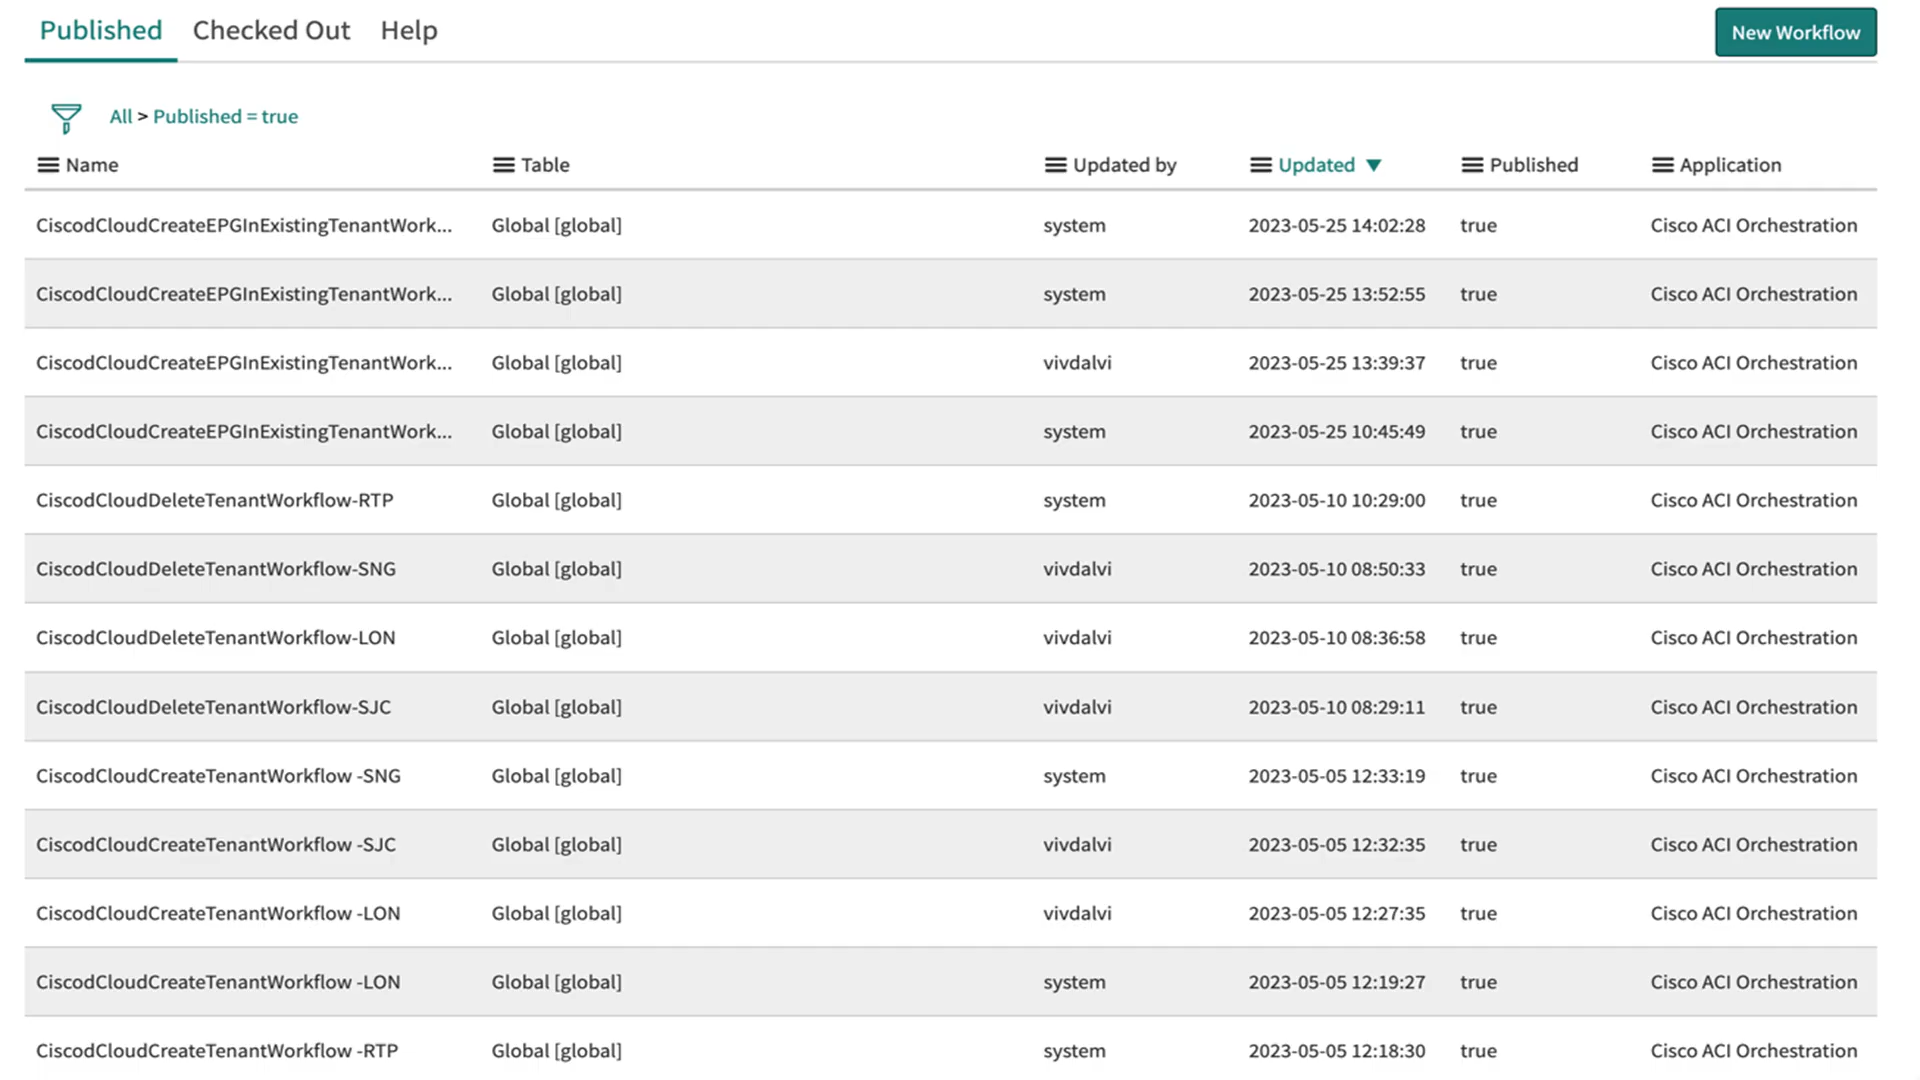 Published Checked Out Help New Workflow
All > Published = true
Name Table Updated by Updated Published Application
CiscodCloudCreateEPGInExistingTenantWork... Global [global] system 2023-05-25 14:02:28 true Cisco ACI Orchestration
CiscodCloudCreateEPGInExistingTenantWork... Global [global] system 2023-05-25 13:52:55 true Cisco ACI Orchestration
CiscodCloudCreateEPGInExistingTenantWork... Global [global] vivdalvi 2023-05-25 13:39:37 true Cisco ACI Orchestration
CiscodCloudCreateEPGInExistingTenantWork... Global [global] system 2023-05-25 10:45:49 true Cisco ACI Orchestration
CiscodCloudDeleteTenantWorkflow-RTP Global [global] system 2023-05-10 10:29:00 true Cisco ACI Orchestration
CiscodCloudDeleteTenantWorkflow-SNG Global [global] vivdalvi 2023-05-10 08:50:33 true Cisco ACI Orchestration
CiscodCloudDeleteTenantWorkflow-LON Global [global] vivdalvi 2023-05-10 08:36:58 true Cisco ACI Orchestration
CiscodCloudDeleteTenantWorkflow-SJC Global [global] vivdalvi 2023-05-10 08:29:11 true Cisco ACI Orchestration
CiscodCloudCreateTenantWorkflow -SNG Global [global] system 2023-05-05 12:33:19 true Cisco ACI Orchestration
CiscodCloudCreateTenantWorkflow -SJC Global [global] vivdalvi 2023-05-05 12:32:35 true Cisco ACI Orchestration
CiscodCloudCreateTenantWorkflow -LON Global [global] vivdalvi 2023-05-05 12:27:35 true Cisco ACI Orchestration
CiscodCloudCreateTenantWorkflow -LON Global [global] system 2023-05-05 12:19:27 true Cisco ACI Orchestration
CiscodCloudCreateTenantWorkflow -RTP Global [global] system 2023-05-05 12:18:30 true Cisco ACI Orchestration